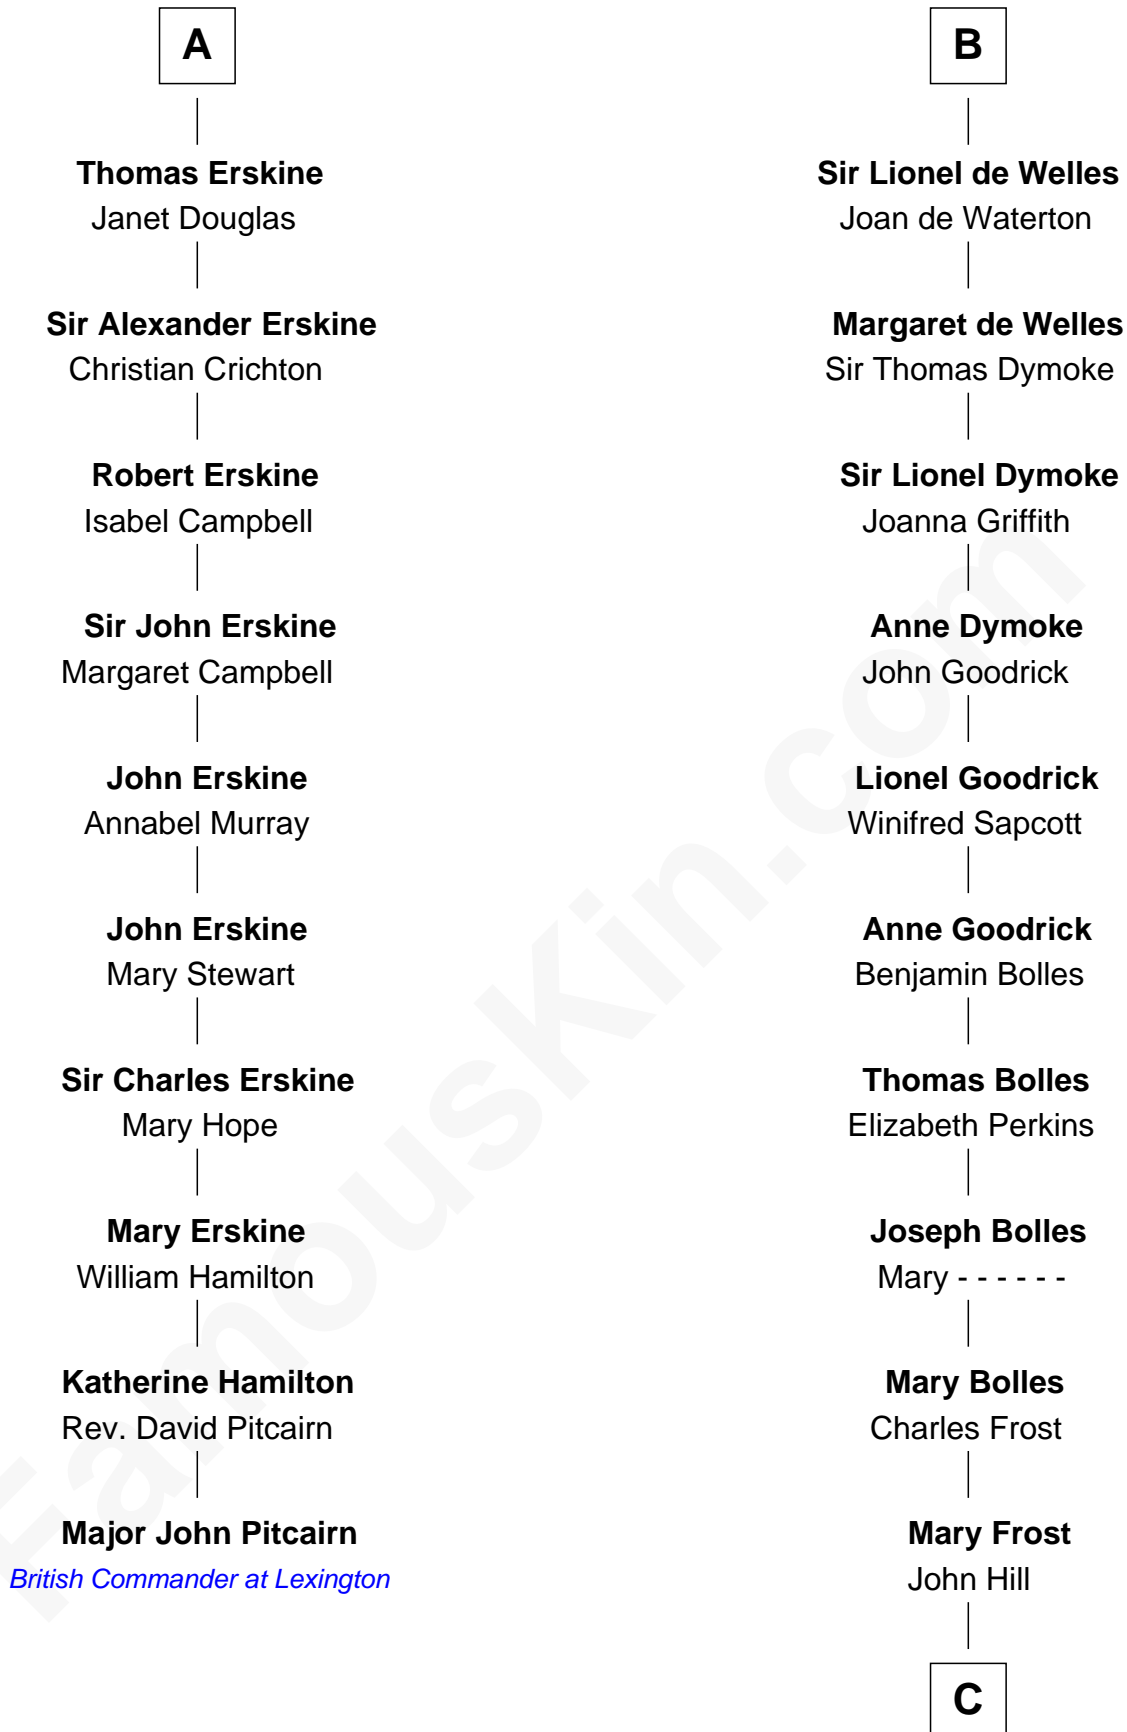 A
Thomas Erskine
Janet Douglas
Sir Alexander Erskine
Christian Crichton
Robert Erskine
Isabel Campbell
Sir John Erskine
Margaret Campbell
John Erskine
Annabel Murray
John Erskine
Mary Stewart
Sir Charles Erskine
Mary Hope
Mary Erskine
William Hamilton
Katherine Hamilton
Rev. David Pitcairn
Major John Pitcairn
British Commander at Lexington
B
Sir Lionel de Welles
Joan de Waterton
Margaret de Welles
Sir Thomas Dymoke
Sir Lionel Dymoke
Joanna Griffith
Anne Dymoke
John Goodrick
Lionel Goodrick
Winifred Sapcott
Anne Goodrick
Benjamin Bolles
Thomas Bolles
Elizabeth Perkins
Joseph Bolles
Mary - - - - - -
Mary Bolles
Charles Frost
Mary Frost
John Hill
C
FamousKin.com